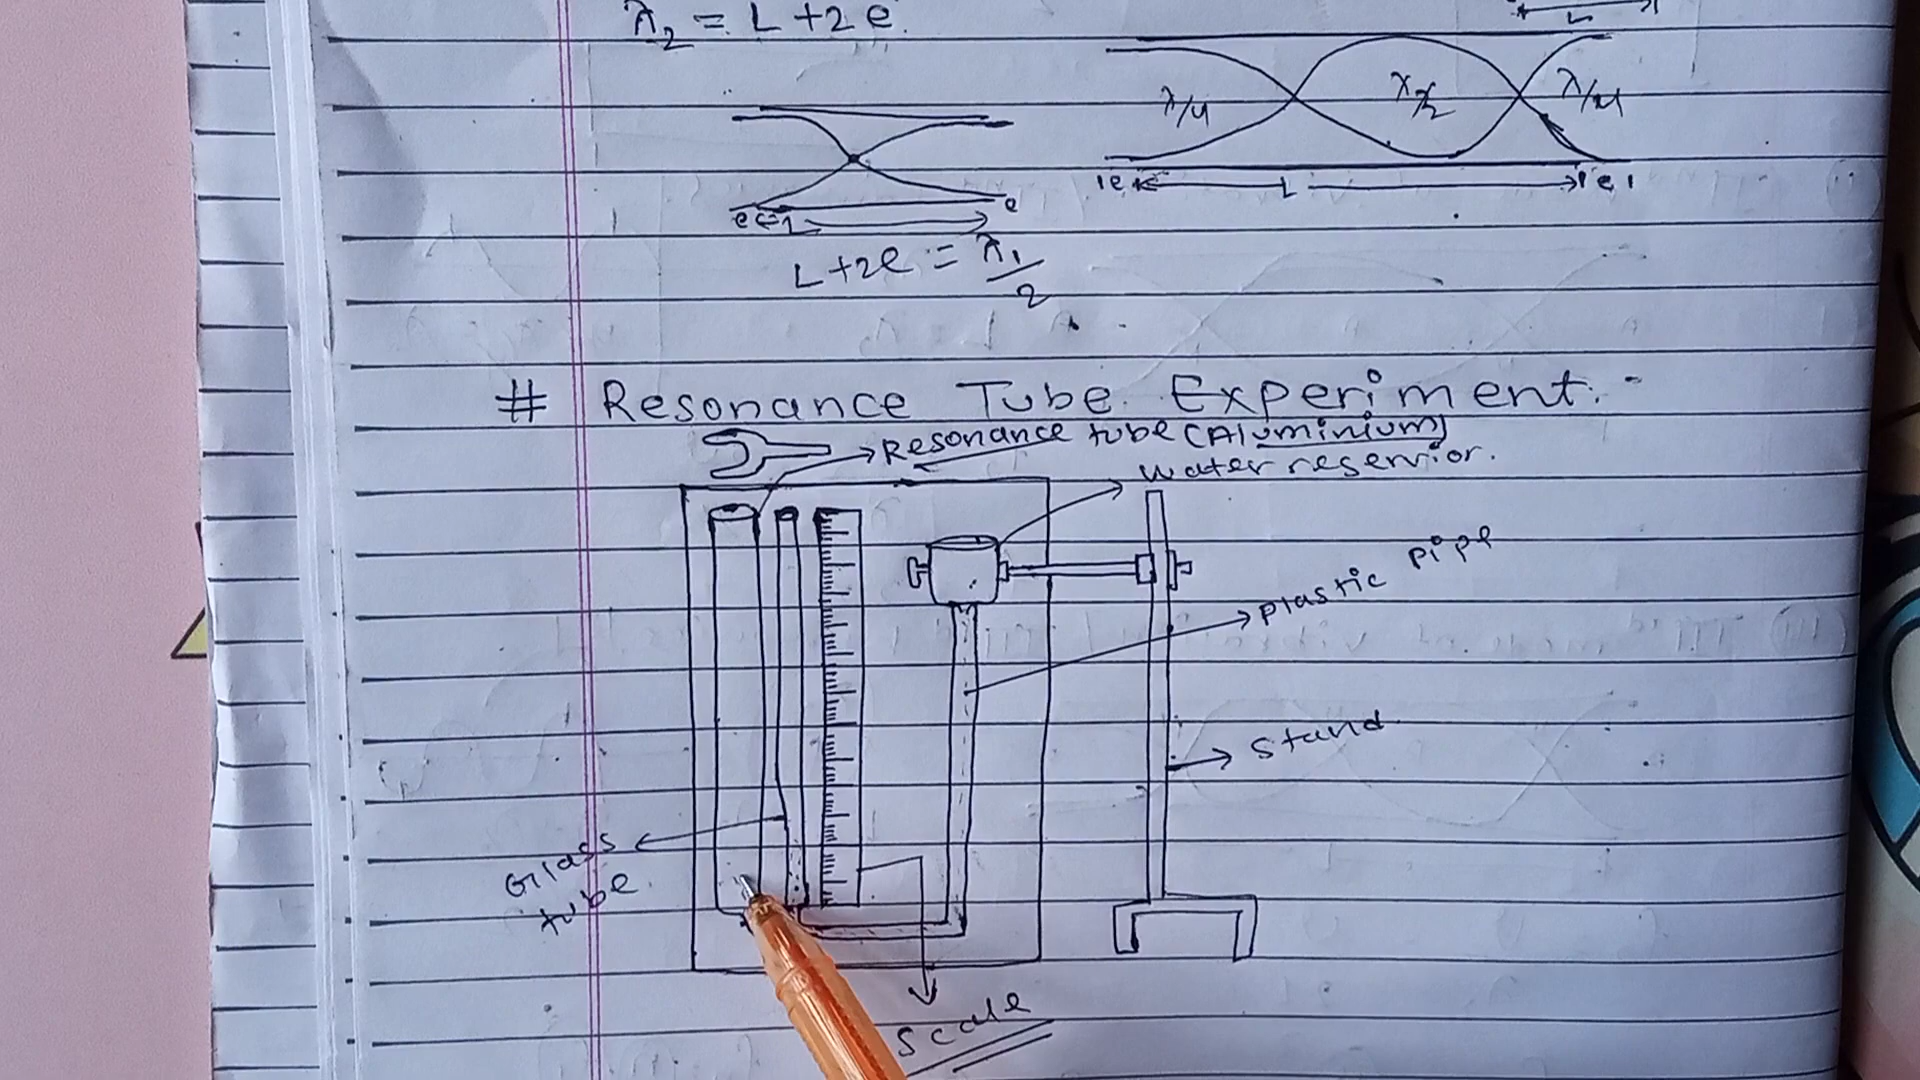 λ₂ = L + 2e
L
λ/4 λ/2 λ/4
e L e
e L e
L + 2e = λ₁/2
# Resonance Tube Experiment:-
Resonance tube (Aluminium)
water reservior.
plastic pipe
stand
Glass
tube.
scale